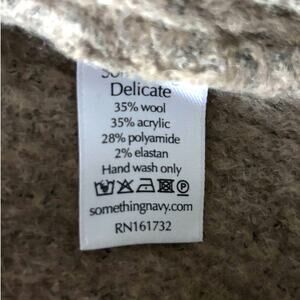 Delicate
35% wool
35% acrylic
28% polyamide
2% elastan
Hand wash only
somethingnavy.com
RN161732